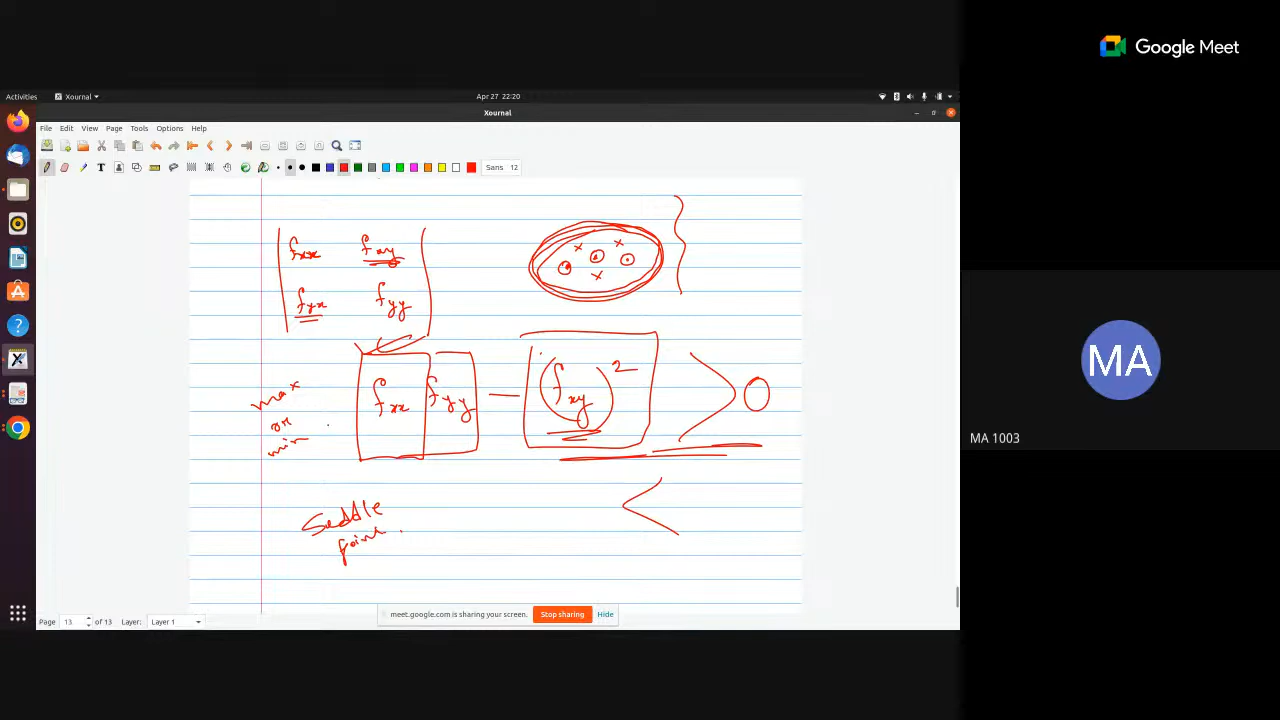 Google Meet
Activities Xournal Apr 27 22:20
Xournal
File Edit View Page Tools Options Help
T Sans 12
fxx fxy
fyx fyy
max
or
min
fxx fyy — (fxy)2 > 0
Saddle
point.
<
MA
MA 1003
meet.google.com is sharing your screen. Stop sharing Hide
Page 13 of 13 Layer: Layer 1